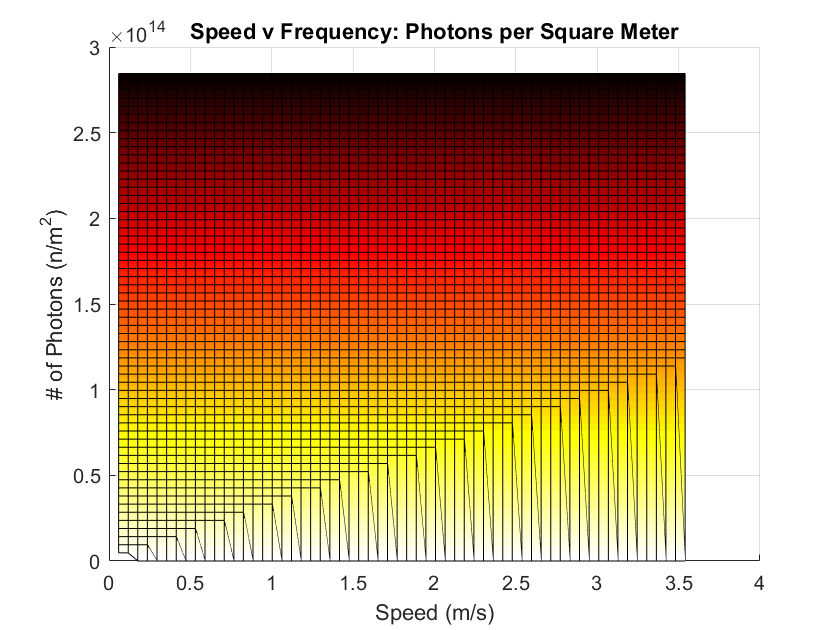 ×10^14
Speed v Frequency: Photons per Square Meter
3
2.5
2
1.5
1
0.5
0
# of Photons (n/m^2)
0 0.5 1 1.5 2 2.5 3 3.5 4
Speed (m/s)